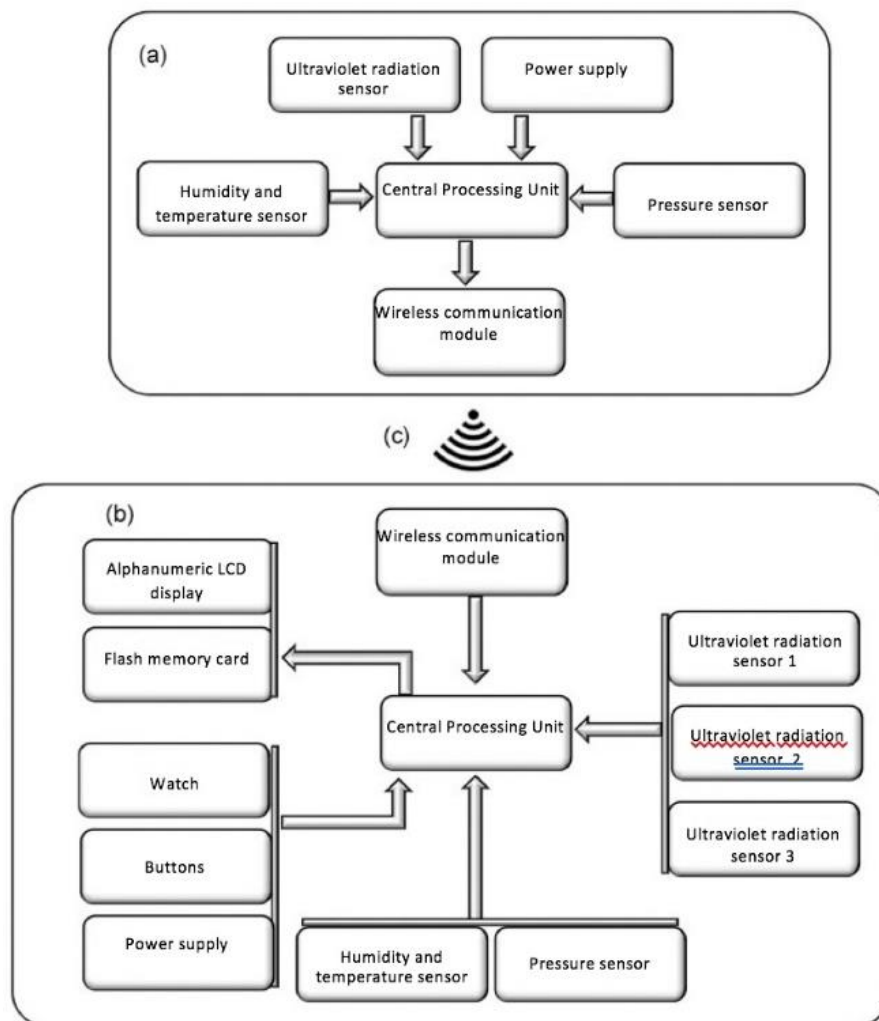 (a)
Ultraviolet radiation
sensor
Power supply
Humidity and
temperature sensor
Central Processing
Unit
Pressure sensor
Wireless communication
module
(c)
(b)
Wireless communication
module
Alphanumeric LCD
display
Flash memory card
Ultraviolet radiation
sensor 1
Central Processing
Unit
Ultraviolet radiation
sensor 2
Watch
Ultraviolet radiation
sensor 3
Buttons
Power supply
Humidity and
temperature sensor
Pressure sensor